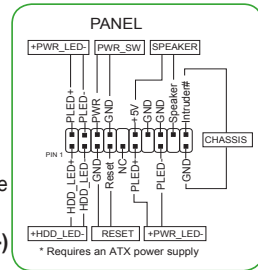 PANEL
+PWR_LED-
PWR_SW
SPEAKER
PLED+
PLED-
PWR
GND
+5V
GND
GND
Speaker
Intruder#
CHASSIS
PIN 1
HDD_LED+
HDD_LED-
GND
Reset
NC
PLED+
PLED-
GND
+HDD_LED-
RESET
+PWR_LED-
* Requires an ATX power supply
e
)